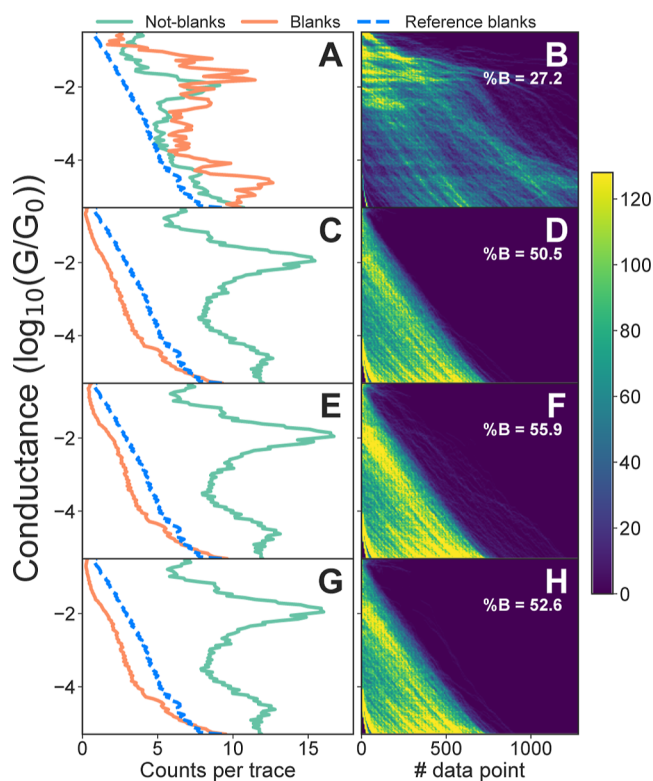 Not-blanks Blanks Reference blanks
A B
%B = 27.2
−2
−4
C D
%B = 50.5
−2
−4
E F
%B = 55.9
−2
−4
G H
%B = 52.6
−2
−4
Conductance (log10(G/G0))
0 5 10 15
Counts per trace
0 500 1000
# data point
120
100
80
60
40
20
0